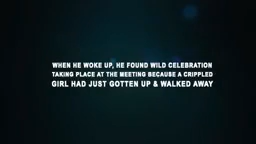 WHEN HE WOKE UP, HE FOUND WILD CELEBRATION
TAKING PLACE AT THE MEETING BECAUSE A CRIPPLED
GIRL HAD JUST GOTTEN UP & WALKED AWAY